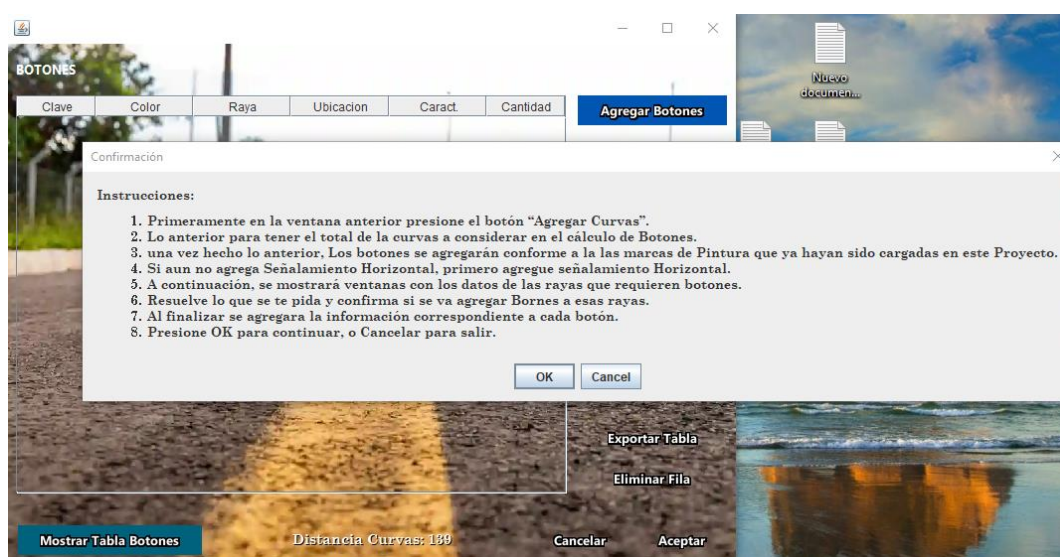 BOTONES
Clave Color Raya Ubicacion Caract. Cantidad
Agregar Botones
Nuevo
documen...
Confirmación
Instrucciones:
1. Primeramente en la ventana anterior presione el botón “Agregar Curvas”.
2. Lo anterior para tener el total de la curvas a considerar en el cálculo de Botones.
3. una vez hecho lo anterior, Los botones se agregarán conforme a la las marcas de Pintura que ya hayan sido cargadas en este Proyecto.
4. Si aun no agrega Señalamiento Horizontal, primero agregue señalamiento Horizontal.
5. A continuación, se mostrará ventanas con los datos de las rayas que requieren botones.
6. Resuelve lo que se te pida y confirma si se va agregar Bornes a esas rayas.
7. Al finalizar se agregara la información correspondiente a cada botón.
8. Presione OK para continuar, o Cancelar para salir.
OK Cancel
Exportar Tabla
Eliminar Fila
Mostrar Tabla Botones Distancia Curvas: 139 Cancelar Aceptar